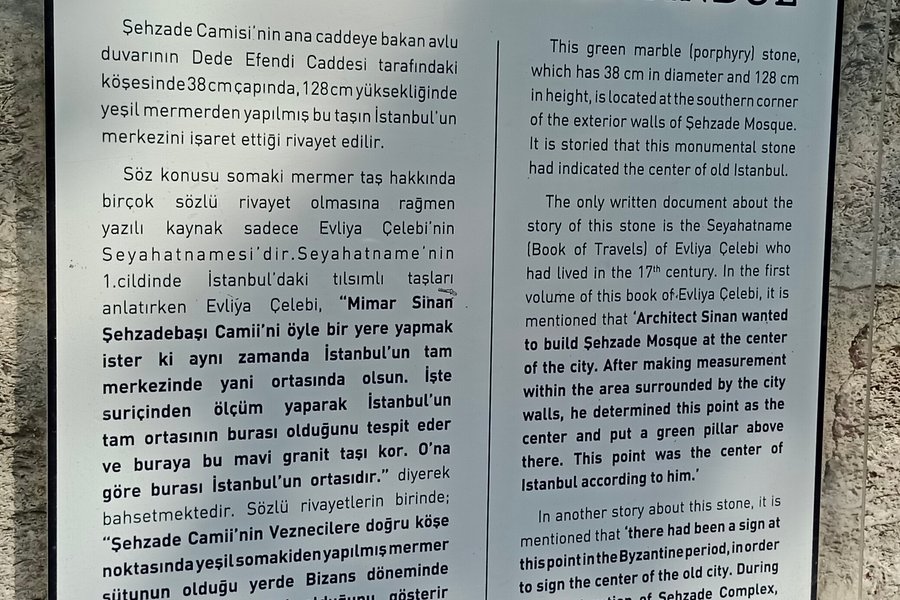 Şehzade Camisi'nin ana caddeye bakan avlu
duvarının Dede Efendi Caddesi tarafındaki
köşesinde 38 cm çapında, 128 cm yüksekliğinde
yeşil mermerden yapılmış bu taşın İstanbul'un
merkezini işaret ettiği rivayet edilir.
Söz konusu somaki mermer taş hakkında
birçok sözlü rivayet olmasına rağmen
yazılı kaynak sadece Evliya Çelebi'nin
Seyahatnamesi'dir.Seyahatname'nin
1.cildinde İstanbul'daki tılsımlı taşları
anlatırken Evliya Çelebi, "Mimar Sinan
Şehzadebaşı Camii'ni öyle bir yere yapmak
ister ki aynı zamanda İstanbul'un tam
merkezinde yani ortasında olsun. İşte
suriçinden ölçüm yaparak İstanbul'un
tam ortasının burası olduğunu tespit eder
ve buraya bu mavi granit taşı kor. O'na
göre burası İstanbul'un ortasıdır." diyerek
bahsetmektedir. Sözlü rivayetlerin birinde;
"Şehzade Camii'nin Veznecilere doğru köşe
noktasında yeşil somakiden yapılmış mermer
sütunun olduğu yerde Bizans döneminde
gösterir
This green marble (porphyry) stone,
which has 38 cm in diameter and 128 cm
in height, is located at the southern corner
of the exterior walls of Şehzade Mosque.
It is storied that this monumental stone
had indicated the center of old Istanbul.
The only written document about the
story of this stone is the Seyahatname
(Book of Travels) of Evliya Çelebi who
had lived in the 17th century. In the first
volume of this book of Evliya Çelebi, it is
mentioned that 'Architect Sinan wanted
to build Şehzade Mosque at the center
of the city. After making measurement
within the area surrounded by the city
walls, he determined this point as the
center and put a green pillar above
there. This point was the center of
Istanbul according to him.'
In another story about this stone, it is
mentioned that 'there had been a sign at
this point in the Byzantine period, in order
to sign the center of the old city. During
of Şehzade Complex,